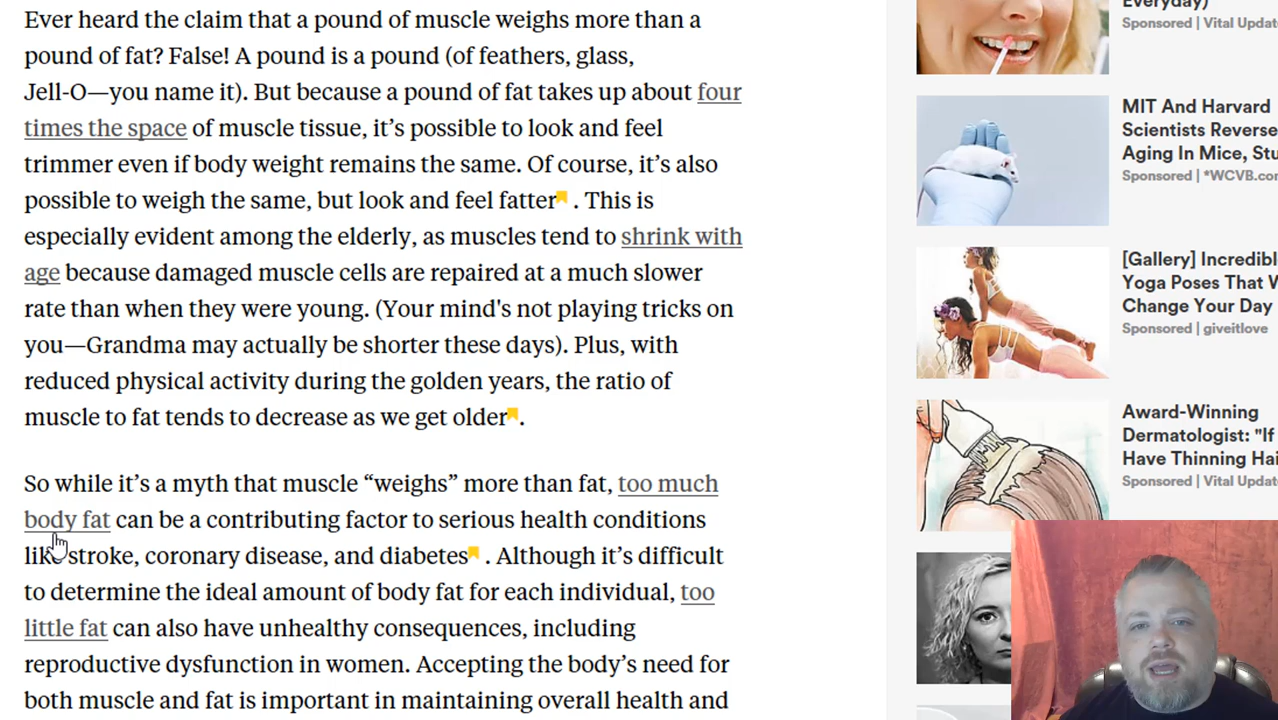 Ever heard the claim that a pound of muscle weighs more than a
pound of fat? False! A pound is a pound (of feathers, glass,
Jell-O—you name it). But because a pound of fat takes up about four
times the space of muscle tissue, it’s possible to look and feel
trimmer even if body weight remains the same. Of course, it’s also
possible to weigh the same, but look and feel fatter . This is
especially evident among the elderly, as muscles tend to shrink with
age because damaged muscle cells are repaired at a much slower
rate than when they were young. (Your mind's not playing tricks on
you—Grandma may actually be shorter these days). Plus, with
reduced physical activity during the golden years, the ratio of
muscle to fat tends to decrease as we get older.
So while it’s a myth that muscle “weighs” more than fat, too much
body fat can be a contributing factor to serious health conditions
like stroke, coronary disease, and diabetes . Although it’s difficult
to determine the ideal amount of body fat for each individual, too
little fat can also have unhealthy consequences, including
reproductive dysfunction in women. Accepting the body’s need for
both muscle and fat is important in maintaining overall health and
Everyday)
Sponsored | Vital Update
MIT And Harvard
Scientists Reverse
Aging In Mice, Stu
Sponsored | *WCVB.com
[Gallery] Incredibl
Yoga Poses That W
Change Your Day
Sponsored | giveitlove
Award-Winning
Dermatologist: "If
Have Thinning Hai
Sponsored | Vital Update